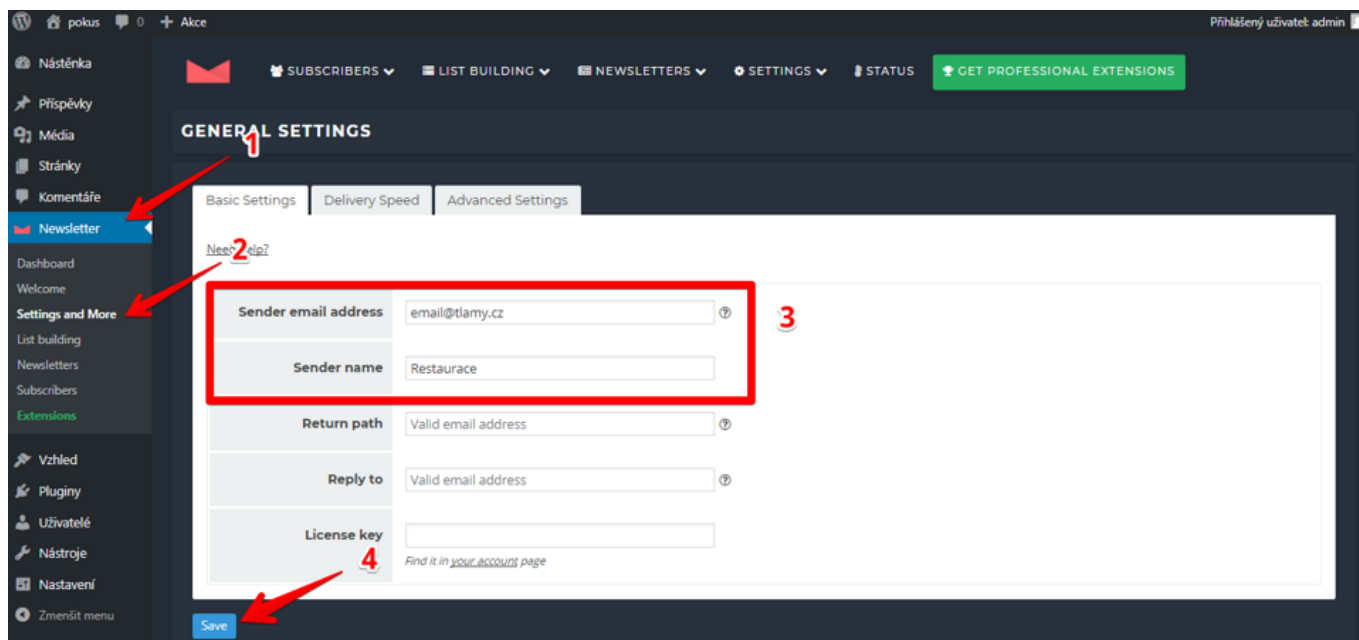 pokus 0 + Akce Přihlášený uživatel: admin
Nástěnka
Příspěvky
Média
Stránky
Komentáře
Newsletter
Dashboard
Welcome
Settings and More
List building
Newsletters
Subscribers
Extensions
Vzhled
Pluginy
Uživatelé
Nástroje
Nastavení
Zmenšit menu
SUBSCRIBERS LIST BUILDING NEWSLETTERS SETTINGS STATUS GET PROFESSIONAL EXTENSIONS
GENERAL SETTINGS
1
Basic Settings Delivery Speed Advanced Settings
Need help?
2
Sender email address email@tlamy.cz
3
Sender name Restaurace
Return path Valid email address
Reply to Valid email address
License key
Find it in your account page
4
Save